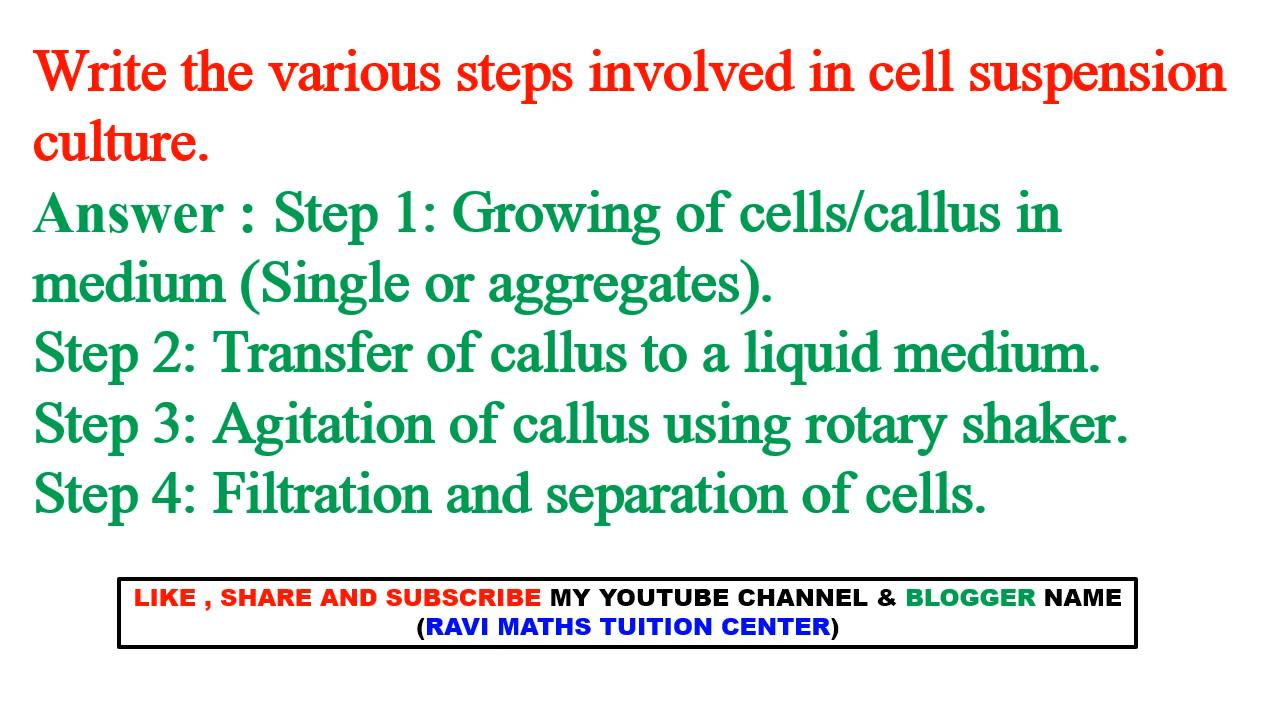 Write the various steps involved in cell suspension
culture.
Answer : Step 1: Growing of cells/callus in
medium (Single or aggregates).
Step 2: Transfer of callus to a liquid medium.
Step 3: Agitation of callus using rotary shaker.
Step 4: Filtration and separation of cells.
LIKE , SHARE AND SUBSCRIBE MY YOUTUBE CHANNEL & BLOGGER NAME
(RAVI MATHS TUITION CENTER)